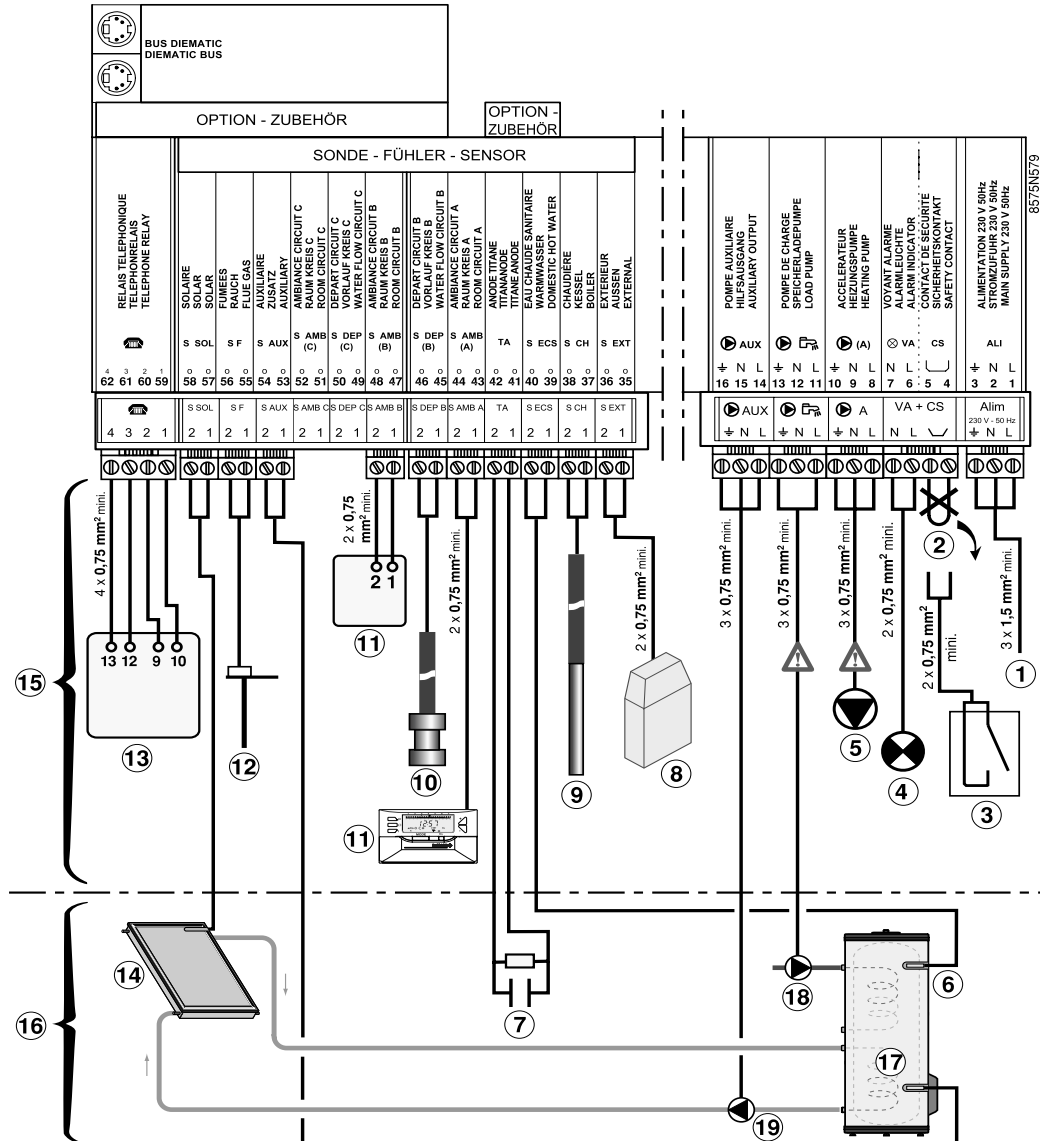 BUS DIEMATIC
DIEMATIC BUS
OPTION - ZUBEHÖR
OPTION -
ZUBEHÖR
SONDE - FÜHLER - SENSOR
8575N579
RELAIS TELEPHONIQUE
TELEPHONRELAIS
TELEPHONE RELAY
SOLAIRE
SOLAR
SOLAR
FUMEES
RAUCH
FLUE GAS
AUXILIAIRE
ZUSATZ
AUXILIARY
AMBIANCE CIRCUIT C
RAUM KREIS C
ROOM CIRCUIT C
DEPART CIRCUIT C
VORLAUF KREIS C
WATER FLOW CIRCUIT C
AMBIANCE CIRCUIT B
RAUM KREIS B
ROOM CIRCUIT B
DEPART CIRCUIT B
VORLAUF KREIS B
WATER FLOW CIRCUIT B
AMBIANCE CIRCUIT A
RAUM KREIS A
ROOM CIRCUIT A
ANODE TITANE
TITANANODE
TITANE ANODE
EAU CHAUDE SANITAIRE
WARMWASSER
DOMESTIC HOT WATER
CHAUDIÈRE
KESSEL
BOILER
EXTERIEUR
AUSSEN
EXTERNAL
POMPE AUXILIAIRE
HILFSAUSGANG
AUXILIARY OUTPUT
POMPE DE CHARGE
SPEICHERLADEPUMPE
LOAD PUMP
ACCELERATEUR
HEIZUNGSPUMPE
HEATING PUMP
VOYANT ALARME
ALARMLEUCHTE
ALARM INDICATOR
CONTACT DE SÉCURITÉ
SICHERHEITSKONTAKT
SAFETY CONTACT
ALIMENTATION 230 V 50Hz
STROMZUFUHR 230 V 50Hz
MAIN SUPPLY 230 V 50Hz
S SOL S F S AUX S AMB (C) S DEP (C) S AMB (B) S DEP (B) S AMB (A) TA S ECS S CH S EXT
AUX (A) VA CS ALI
4 3 2 1
N L N L N L N L N L
62 61 60 59 58 57 56 55 54 53 52 51 50 49 48 47 46 45 44 43 42 41 40 39 38 37 36 35
16 15 14 13 12 11 10 9 8 7 6 5 4 3 2 1
S SOL S F S AUX S AMB C S DEP C S AMB B S DEP B S AMB A TA S ECS S CH S EXT
AUX A VA + CS Alim
230 V - 50 Hz
4 3 2 1 2 1 2 1 2 1 2 1 2 1 2 1 2 1 2 1 2 1 2 1 2 1 2 1
N L N L N L N L N L
4 x 0,75 mm² mini.
2 x 0,75
mm² mini.
2 x 0,75 mm² mini.
2 x 0,75 mm² mini.
3 x 0,75 mm² mini.
3 x 0,75 mm² mini.
3 x 0,75 mm² mini.
2 x 0,75 mm² mini.
2 x 0,75 mm²
mini.
3 x 1,5 mm² mini.
2
2 1
11
13 12 9 10
1
15
5
13
12
10
9
8
4
3
11
12:57
14
6
18
7
16
17
19